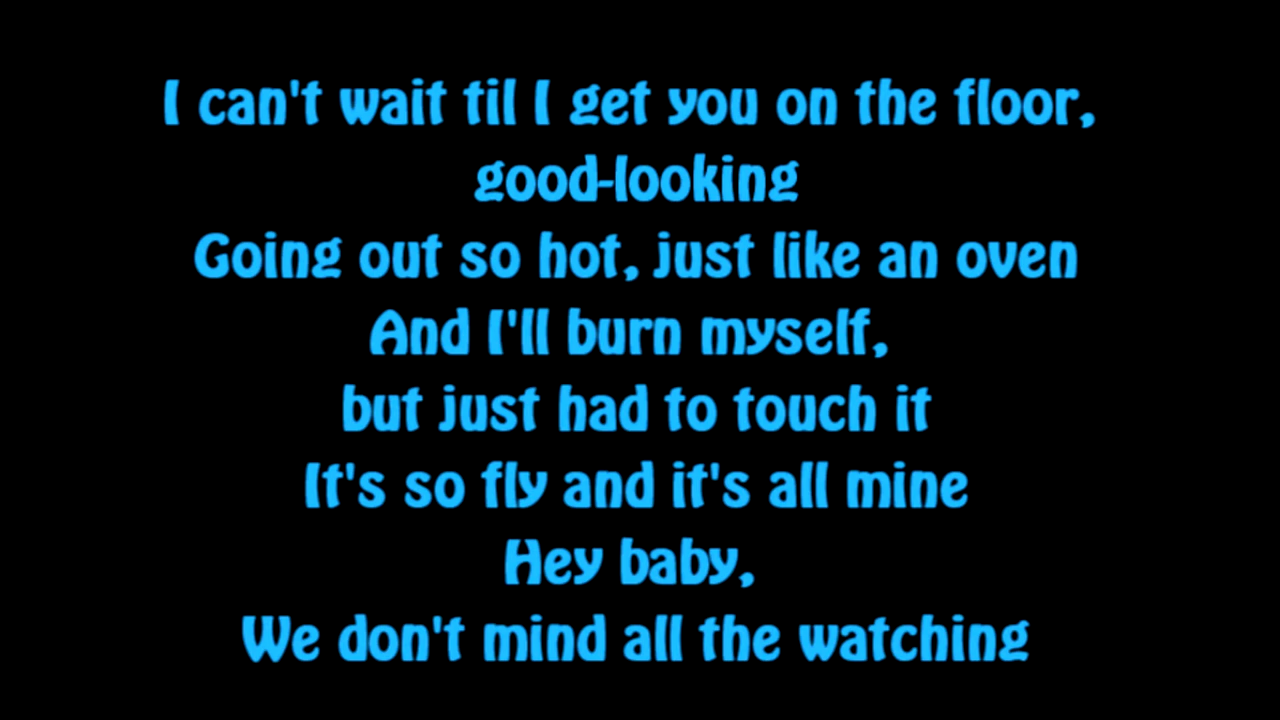 I can't wait til I get you on the floor,
good-looking
Going out so hot, just like an oven
And I'll burn myself,
but just had to touch it
It's so fly and it's all mine
Hey baby,
We don't mind all the watching